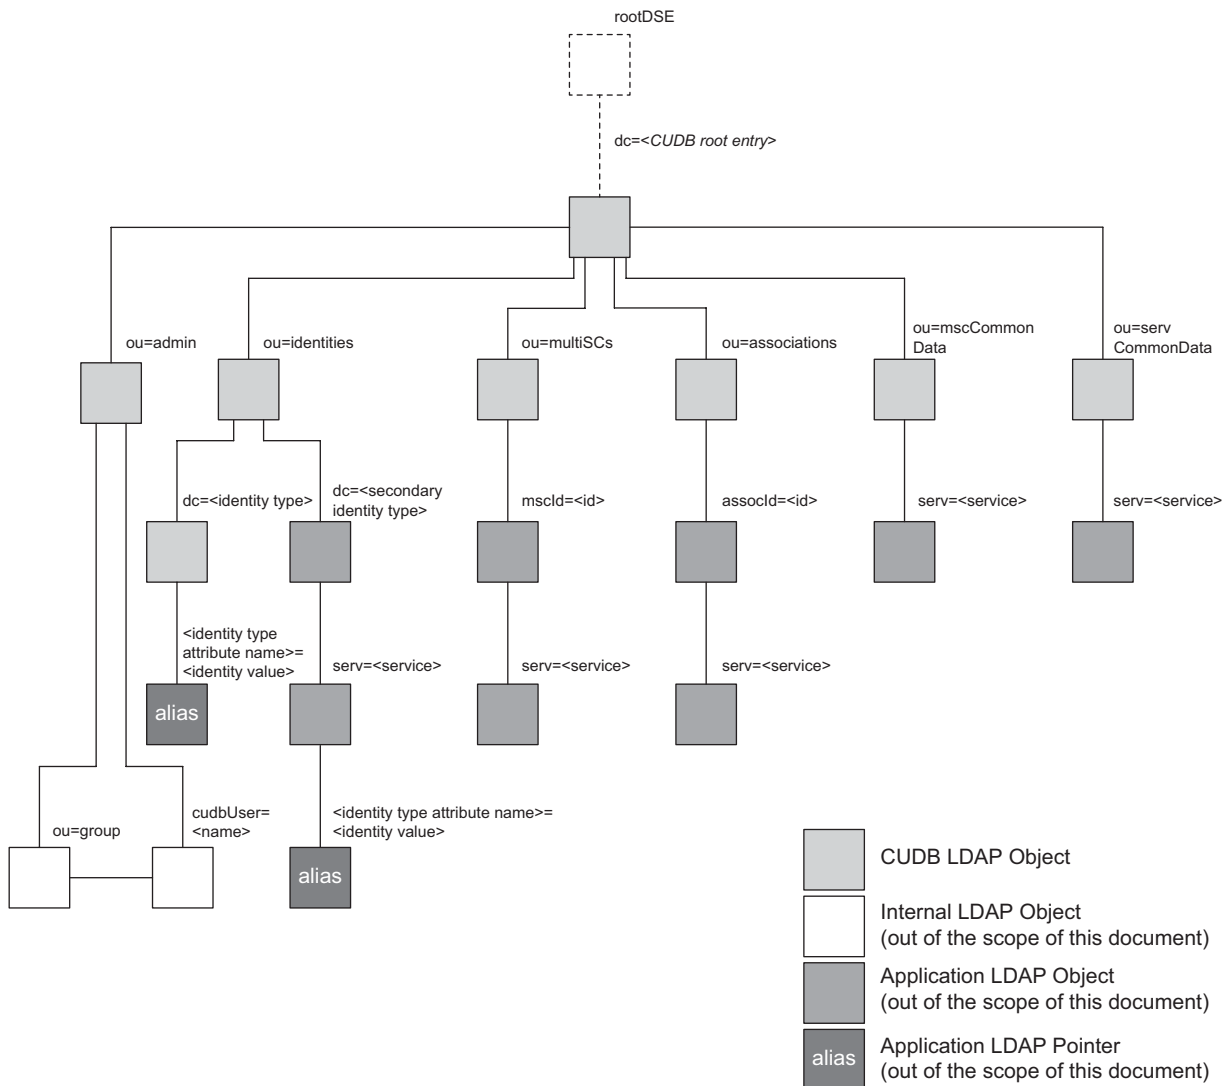 rootDSE
dc=<CUDB root entry>
ou=admin
ou=identities
ou=multiSCs
ou=associations
ou=mscCommon
Data
ou=serv
CommonData
dc=<identity type>
dc=<secondary
identity type>
mscId=<id>
assocId=<id>
serv=<service>
serv=<service>
<identity type
attribute name>=
<identity value>
serv=<service>
serv=<service>
serv=<service>
alias
ou=group
cudbUser=
<name>
<identity type attribute name>=
<identity value>
alias
CUDB LDAP Object
Internal LDAP Object
(out of the scope of this document)
Application LDAP Object
(out of the scope of this document)
alias
Application LDAP Pointer
(out of the scope of this document)